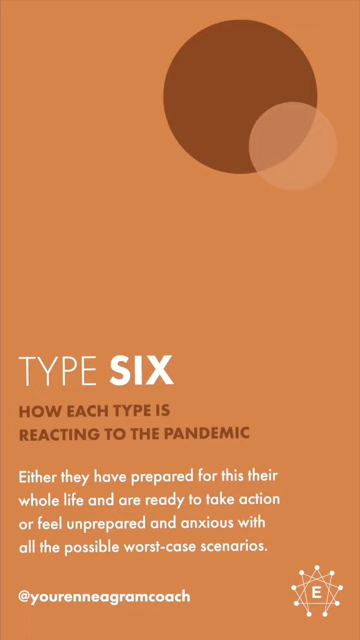 TYPE SIX
HOW EACH TYPE IS
REACTING TO THE PANDEMIC
Either they have prepared for this their
whole life and are ready to take action
or feel unprepared and anxious with
all the possible worst-case scenarios.
@yourenneagramcoach
E